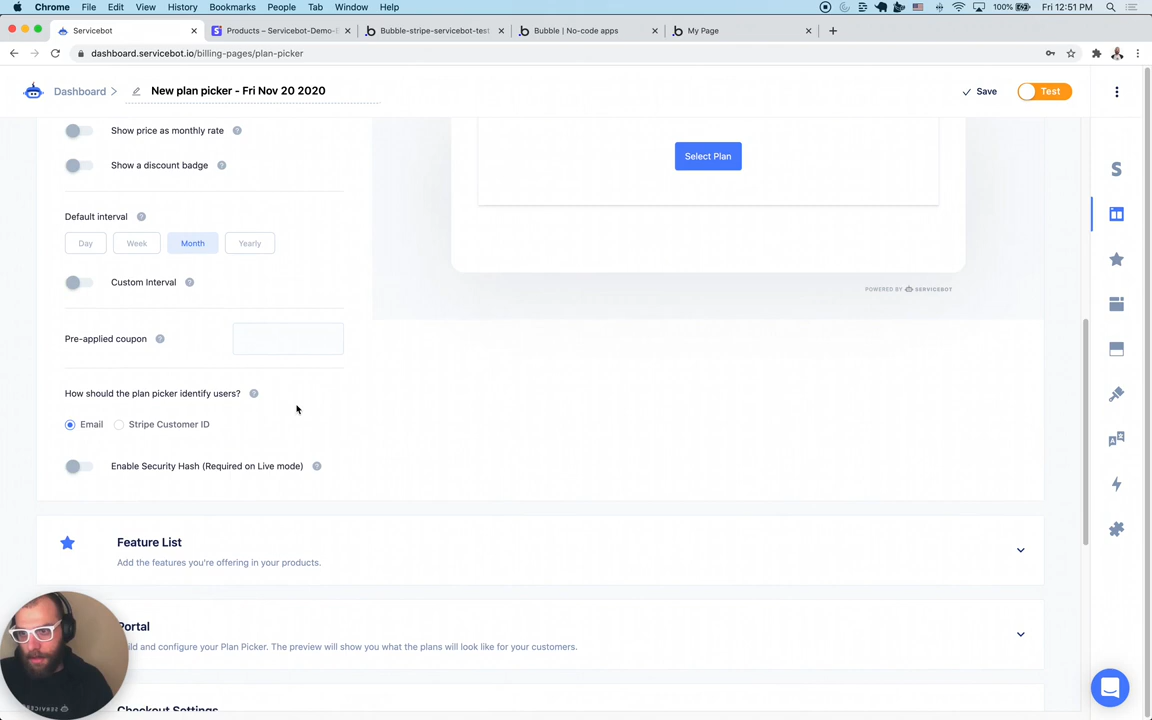 Chrome File Edit View History Bookmarks People Tab Window Help 100% Fri 12:51 PM
Servicebot Products – Servicebot-Demo- Bubble-stripe-servicebot-test Bubble | No-code apps My Page
dashboard.servicebot.io/billing-pages/plan-picker
Dashboard New plan picker - Fri Nov 20 2020 Save Test
Show price as monthly rate
Select Plan
Show a discount badge
Default interval
Day Week Month Yearly
Custom Interval
POWERED BY SERVICEBOT
Pre-applied coupon
How should the plan picker identify users?
Email Stripe Customer ID
Enable Security Hash (Required on Live mode)
Feature List
Add the features you're offering in your products.
Portal
and configure your Plan Picker. The preview will show you what the plans will look like for your customers.
Checkout Settings